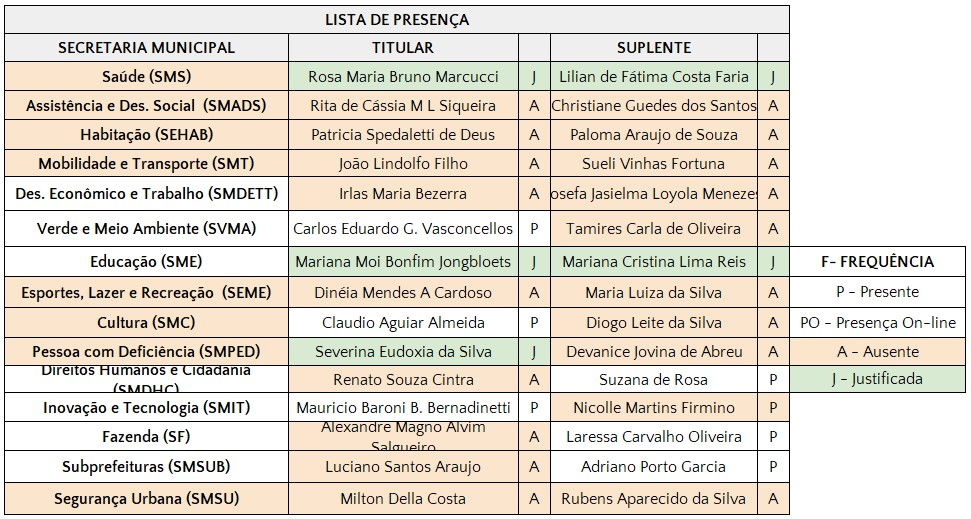 LISTA DE PRESENÇA
SECRETARIA MUNICIPAL TITULAR SUPLENTE
Saúde (SMS) Rosa Maria Bruno Marcucci J Lilian de Fátima Costa Faria J
Assistência e Des. Social (SMADS) Rita de Cássia M L Siqueira A Christiane Guedes dos Santos A
Habitação (SEHAB) Patricia Spedaletti de Deus A Paloma Araujo de Souza A
Mobilidade e Transporte (SMT) João Lindolfo Filho A Sueli Vinhas Fortuna A
Des. Econômico e Trabalho (SMDETT) Irlas Maria Bezerra A osefa Jasielma Loyola Menezes A
Verde e Meio Ambiente (SVMA) Carlos Eduardo G. Vasconcellos P Tamires Carla de Oliveira A
Educação (SME) Mariana Moi Bonfim Jongbloets J Mariana Cristina Lima Reis J F- FREQUÊNCIA
Esportes, Lazer e Recreação (SEME) Dinéia Mendes A Cardoso A Maria Luiza da Silva A P - Presente
Cultura (SMC) Claudio Aguiar Almeida P Diogo Leite da Silva A PO - Presença On-line
Pessoa com Deficiência (SMPED) Severina Eudoxia da Silva J Devanice Jovina de Abreu A A - Ausente
Direitos Humanos e Cidadania
(SMDHC) Renato Souza Cintra A Suzana de Rosa P J - Justificada
Inovação e Tecnologia (SMIT) Mauricio Baroni B. Bernadinetti P Nicolle Martins Firmino P
Fazenda (SF) Alexandre Magno Alvim
Salgueiro A Laressa Carvalho Oliveira P
Subprefeituras (SMSUB) Luciano Santos Araujo A Adriano Porto Garcia P
Segurança Urbana (SMSU) Milton Della Costa A Rubens Aparecido da Silva A